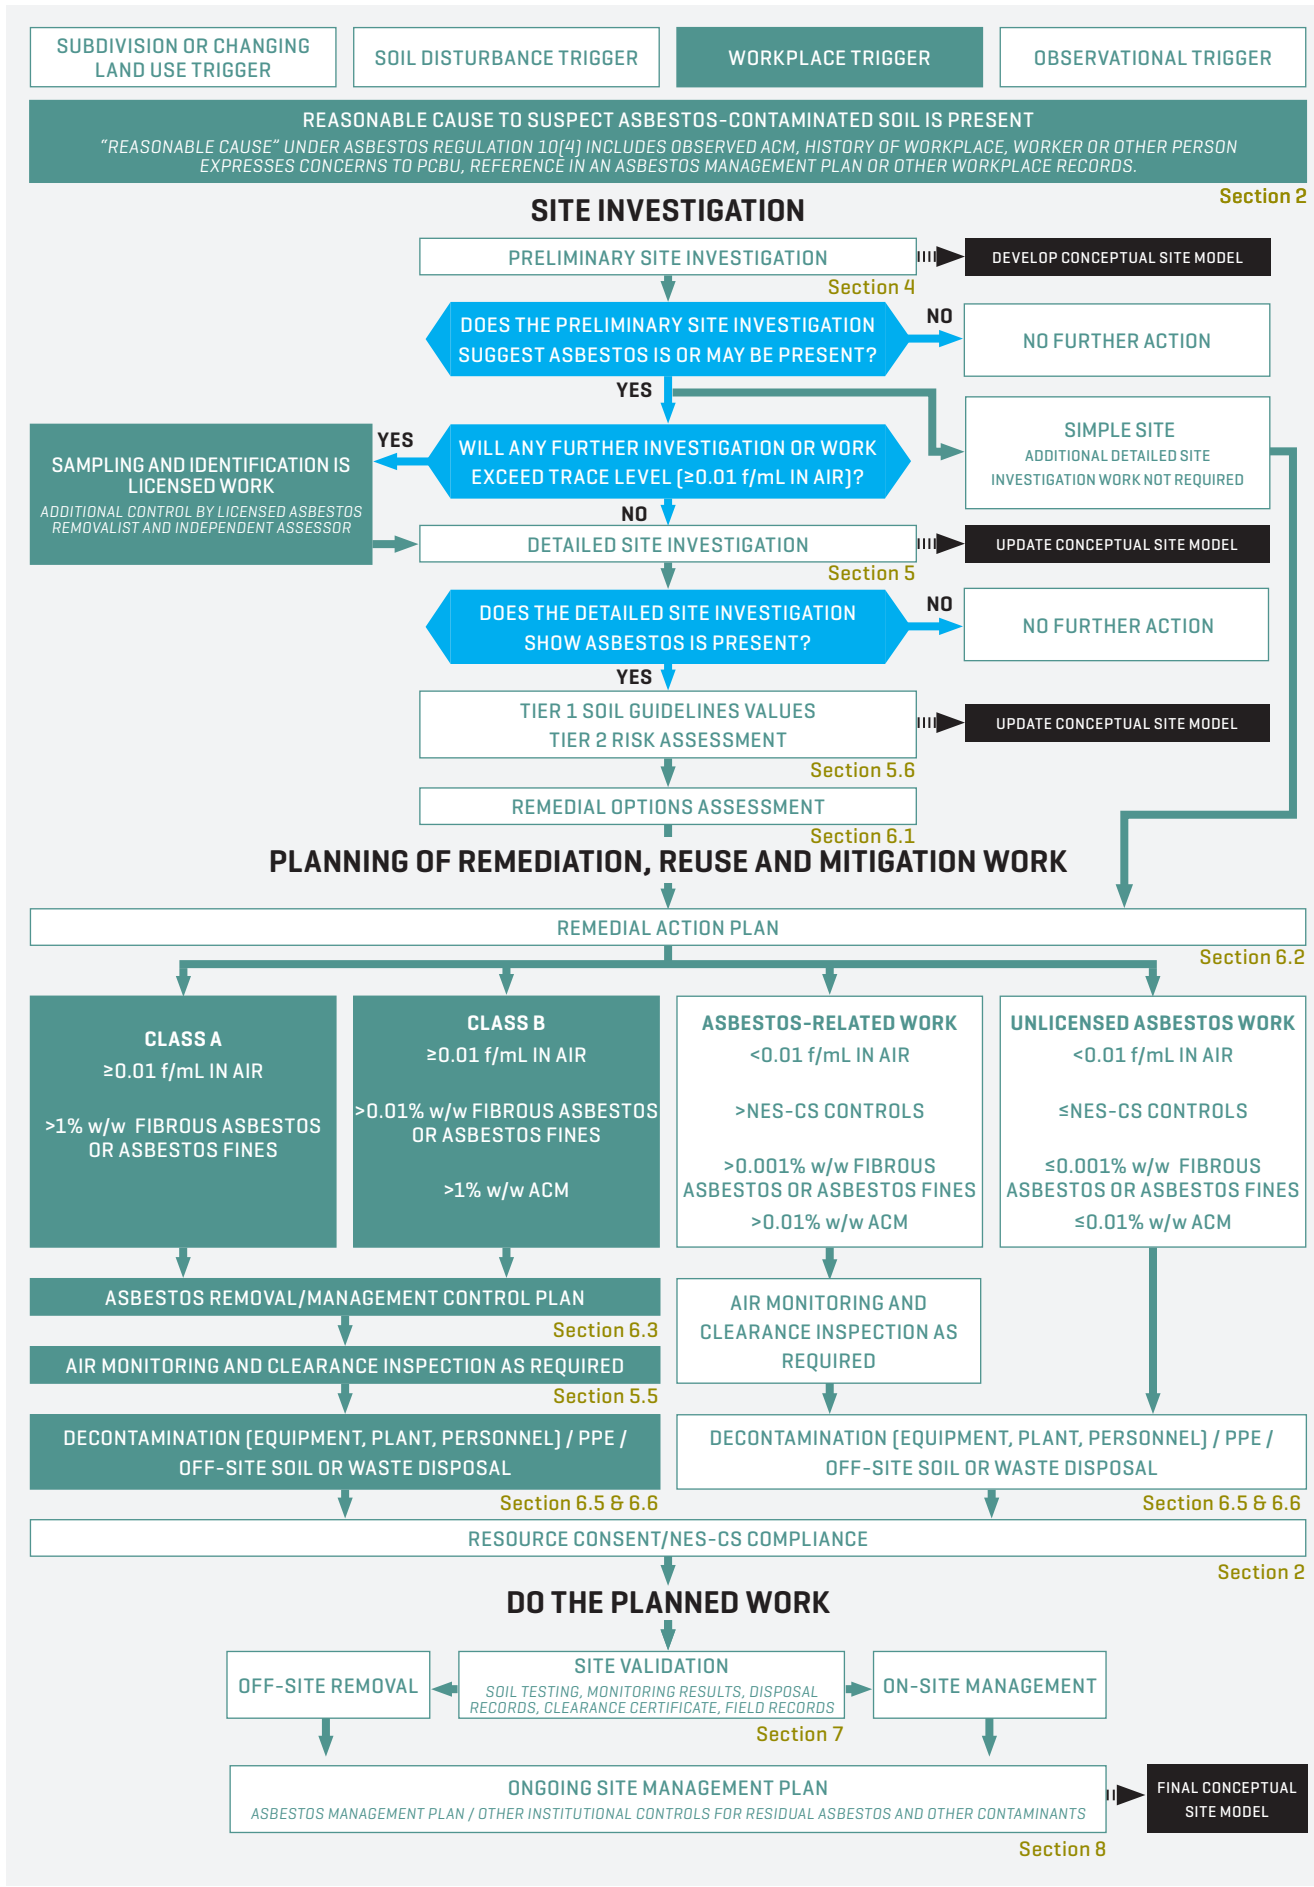 SUBDIVISION OR CHANGING
LAND USE TRIGGER
SOIL DISTURBANCE TRIGGER
WORKPLACE TRIGGER
OBSERVATIONAL TRIGGER
REASONABLE CAUSE TO SUSPECT ASBESTOS-CONTAMINATED SOIL IS PRESENT
“REASONABLE CAUSE” UNDER ASBESTOS REGULATION 10(4) INCLUDES OBSERVED ACM, HISTORY OF WORKPLACE, WORKER OR OTHER PERSON
EXPRESSES CONCERNS TO PCBU, REFERENCE IN AN ASBESTOS MANAGEMENT PLAN OR OTHER WORKPLACE RECORDS.
Section 2
SITE INVESTIGATION
PRELIMINARY SITE INVESTIGATION
DEVELOP CONCEPTUAL SITE MODEL
Section 4
DOES THE PRELIMINARY SITE INVESTIGATION
SUGGEST ASBESTOS IS OR MAY BE PRESENT?
NO
NO FURTHER ACTION
YES
SIMPLE SITE
ADDITIONAL DETAILED SITE
INVESTIGATION WORK NOT REQUIRED
WILL ANY FURTHER INVESTIGATION OR WORK
EXCEED TRACE LEVEL (≥0.01 f/mL IN AIR)?
YES
SAMPLING AND IDENTIFICATION IS
LICENSED WORK
ADDITIONAL CONTROL BY LICENSED ASBESTOS
REMOVALIST AND INDEPENDENT ASSESSOR
NO
DETAILED SITE INVESTIGATION
UPDATE CONCEPTUAL SITE MODEL
Section 5
DOES THE DETAILED SITE INVESTIGATION
SHOW ASBESTOS IS PRESENT?
NO
NO FURTHER ACTION
YES
TIER 1 SOIL GUIDELINES VALUES
TIER 2 RISK ASSESSMENT
UPDATE CONCEPTUAL SITE MODEL
Section 5.6
REMEDIAL OPTIONS ASSESSMENT
Section 6.1
PLANNING OF REMEDIATION, REUSE AND MITIGATION WORK
REMEDIAL ACTION PLAN
Section 6.2
CLASS A
≥0.01 f/mL IN AIR
>1% w/w FIBROUS ASBESTOS
OR ASBESTOS FINES
CLASS B
≥0.01 f/mL IN AIR
>0.01% w/w FIBROUS ASBESTOS
OR ASBESTOS FINES
>1% w/w ACM
ASBESTOS-RELATED WORK
<0.01 f/mL IN AIR
>NES-CS CONTROLS
>0.001% w/w FIBROUS
ASBESTOS OR ASBESTOS FINES
>0.01% w/w ACM
UNLICENSED ASBESTOS WORK
<0.01 f/mL IN AIR
≤NES-CS CONTROLS
≤0.001% w/w FIBROUS
ASBESTOS OR ASBESTOS FINES
≤0.01% w/w ACM
ASBESTOS REMOVAL/MANAGEMENT CONTROL PLAN
Section 6.3
AIR MONITORING AND CLEARANCE INSPECTION AS REQUIRED
Section 5.5
AIR MONITORING AND
CLEARANCE INSPECTION AS
REQUIRED
DECONTAMINATION (EQUIPMENT, PLANT, PERSONNEL) / PPE /
OFF-SITE SOIL OR WASTE DISPOSAL
Section 6.5 & 6.6
DECONTAMINATION (EQUIPMENT, PLANT, PERSONNEL) / PPE /
OFF-SITE SOIL OR WASTE DISPOSAL
Section 6.5 & 6.6
RESOURCE CONSENT/NES-CS COMPLIANCE
Section 2
DO THE PLANNED WORK
OFF-SITE REMOVAL
SITE VALIDATION
SOIL TESTING, MONITORING RESULTS, DISPOSAL
RECORDS, CLEARANCE CERTIFICATE, FIELD RECORDS
ON-SITE MANAGEMENT
Section 7
ONGOING SITE MANAGEMENT PLAN
ASBESTOS MANAGEMENT PLAN / OTHER INSTITUTIONAL CONTROLS FOR RESIDUAL ASBESTOS AND OTHER CONTAMINANTS
FINAL CONCEPTUAL
SITE MODEL
Section 8